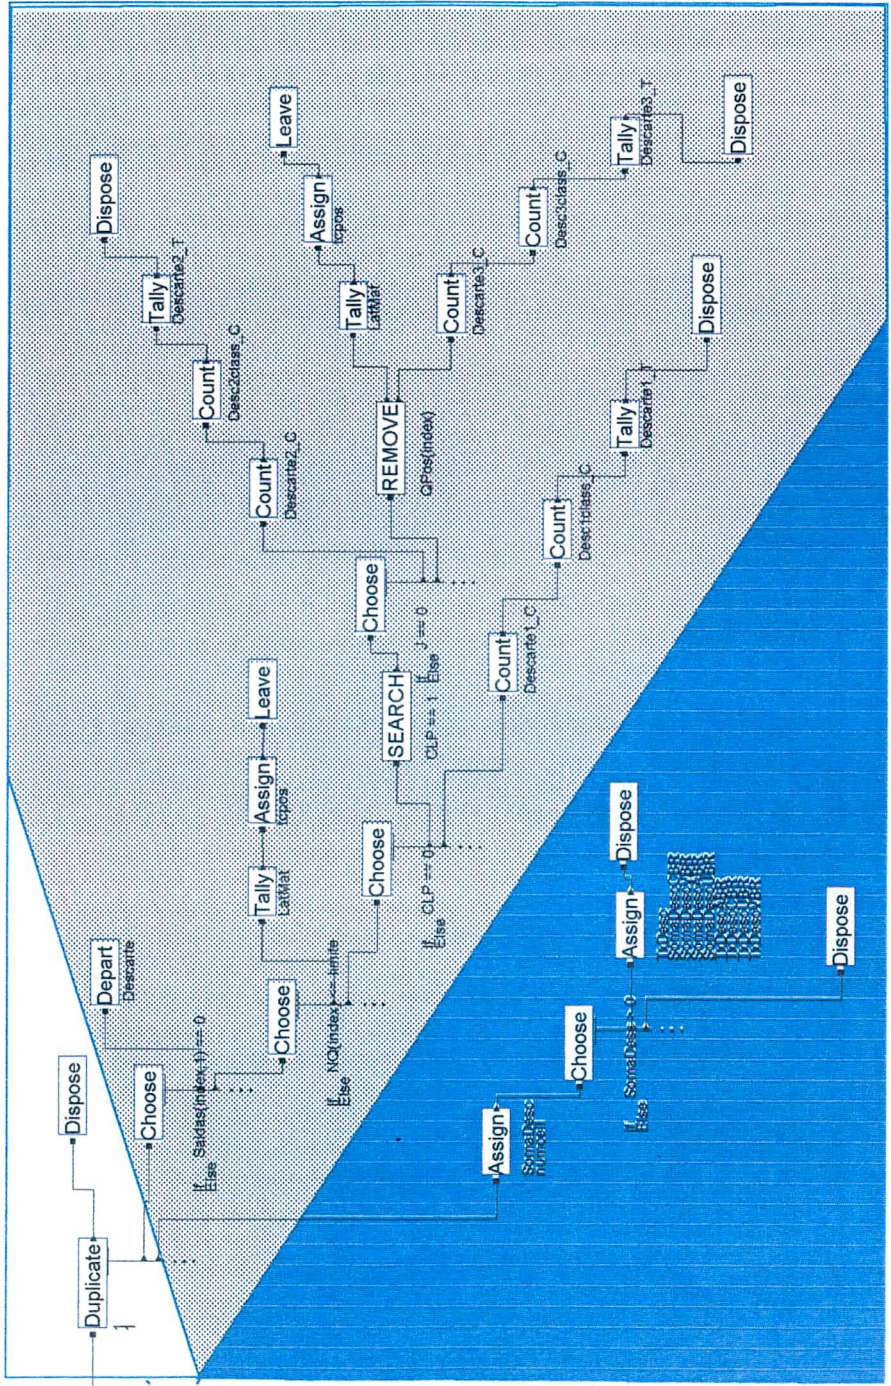 Duplicate
1
Dispose
Choose
If Saidas(index,1) == 0
Else
Depart
Descarte
Choose
If NQ(index) <= limite
Else
Tally
LatMat
Assign
tcpos
Leave
Choose
If CLP == 0
Else
SEARCH
CLP == 1
Choose
If J == 0
Else
Count
Descarte2_C
Count
Desc2class_C
Tally
Descarte2_T
Dispose
REMOVE
QPos(index)
Tally
LatMat
Assign
tcpos
Leave
Count
Descarte3_C
Count
Desc3class_C
Tally
Descarte3_T
Dispose
Count
Descarte1_C
Count
Desc1class_C
Tally
Descarte1_T
Dispose
Assign
SomaDesc
numcell
Choose
If
Else
Assign
TxDesc
Dispose
Dispose